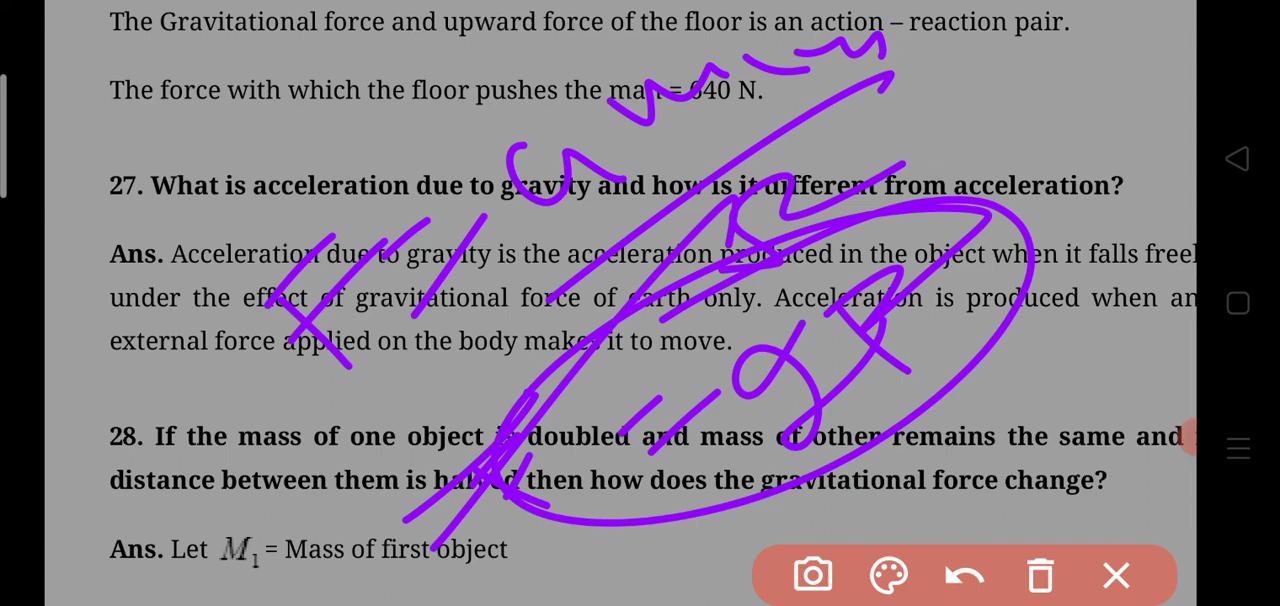 The Gravitational force and upward force of the floor is an action – reaction pair.
The force with which the floor pushes the man = 640 N.
27. What is acceleration due to gravity and how is it different from acceleration?
Ans. Acceleration due to gravity is the acceleration produced in the object when it falls freel
under the effect of gravitational force of earth only. Acceleration is produced when an
external force applied on the body makes it to move.
28. If the mass of one object is doubled and mass of other remains the same and
distance between them is halved then how does the gravitational force change?
Ans. Let M₁ = Mass of first object